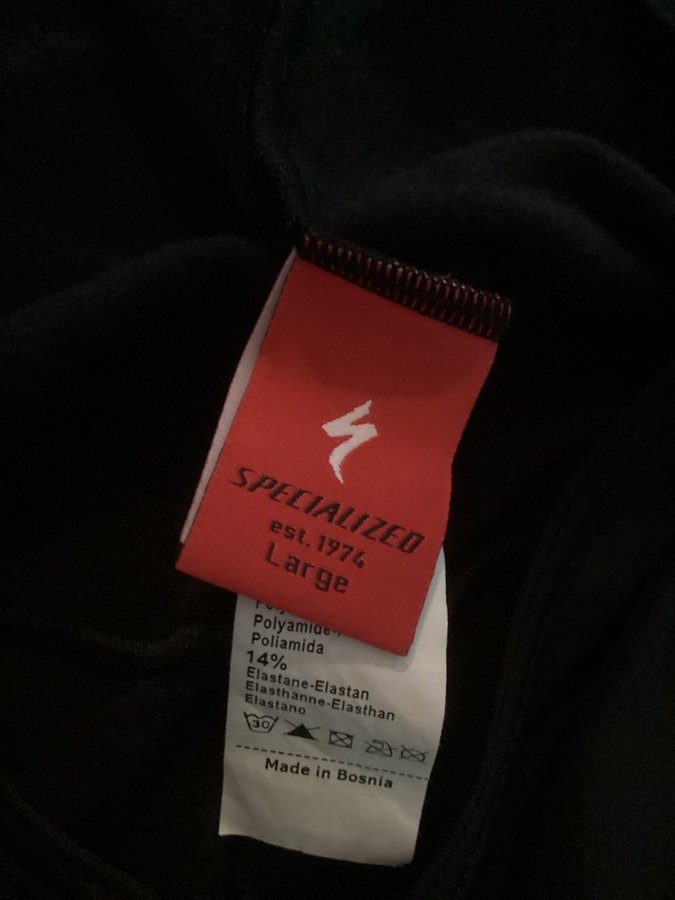 SPECIALIZED
est. 1974
Large
Polyamide-
Poliamida
14%
Elastane-Elastan
Elasthanne-Elasthan
Elastano
30
Made in Bosnia